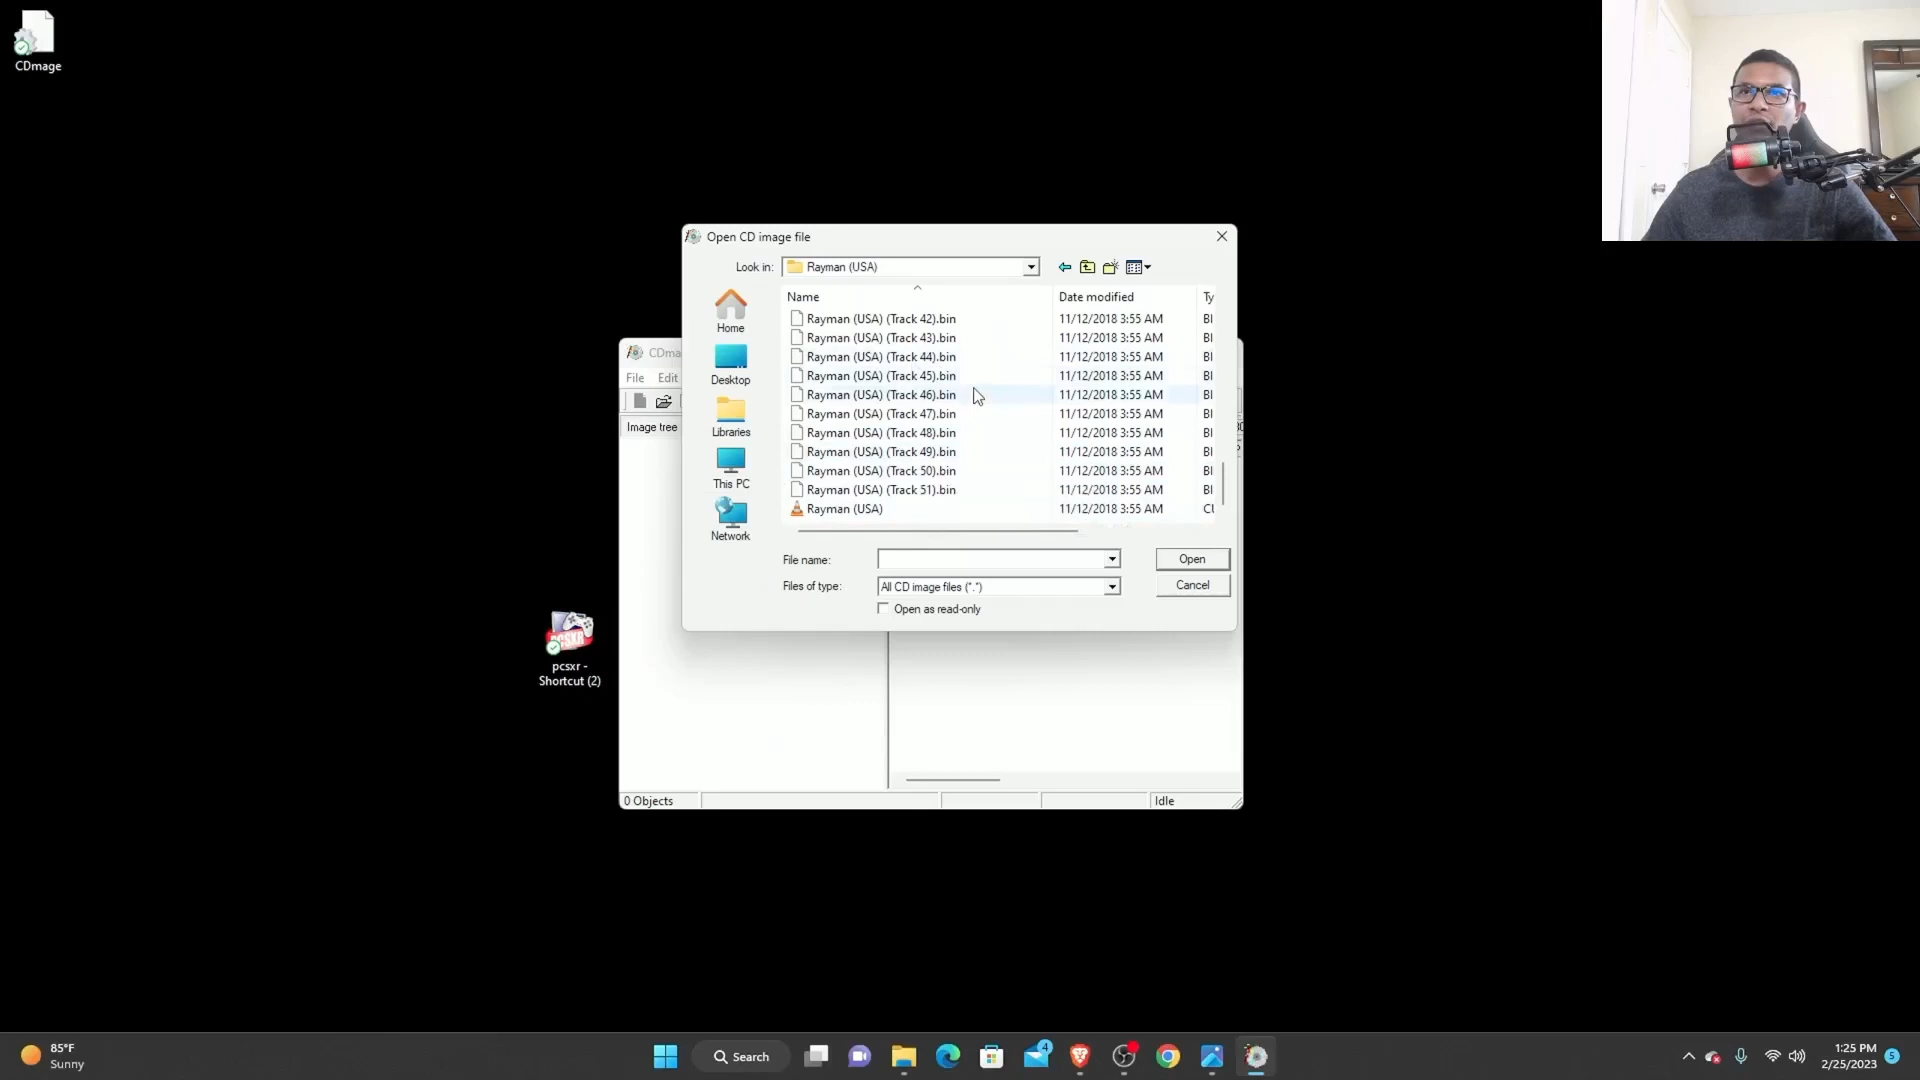 CDmage
Open CD image file
Look in:
Rayman (USA)
Name
Date modified
Ty
Home
Desktop
Libraries
This PC
Network
Rayman (USA) (Track 42).bin 11/12/2018 3:55 AM BI
Rayman (USA) (Track 43).bin 11/12/2018 3:55 AM BI
Rayman (USA) (Track 44).bin 11/12/2018 3:55 AM BI
Rayman (USA) (Track 45).bin 11/12/2018 3:55 AM BI
Rayman (USA) (Track 46).bin 11/12/2018 3:55 AM BI
Rayman (USA) (Track 47).bin 11/12/2018 3:55 AM BI
Rayman (USA) (Track 48).bin 11/12/2018 3:55 AM BI
Rayman (USA) (Track 49).bin 11/12/2018 3:55 AM BI
Rayman (USA) (Track 50).bin 11/12/2018 3:55 AM BI
Rayman (USA) (Track 51).bin 11/12/2018 3:55 AM BI
Rayman (USA) 11/12/2018 3:55 AM CU
File name:
Open
Files of type:
All CD image files (*.*)
Cancel
Open as read-only
CDma
File Edit
Image tree
0 Objects
Idle
PCSXR
pcsxr -
Shortcut (2)
85°F
Sunny
Search
4
1:25 PM
2/25/2023
5